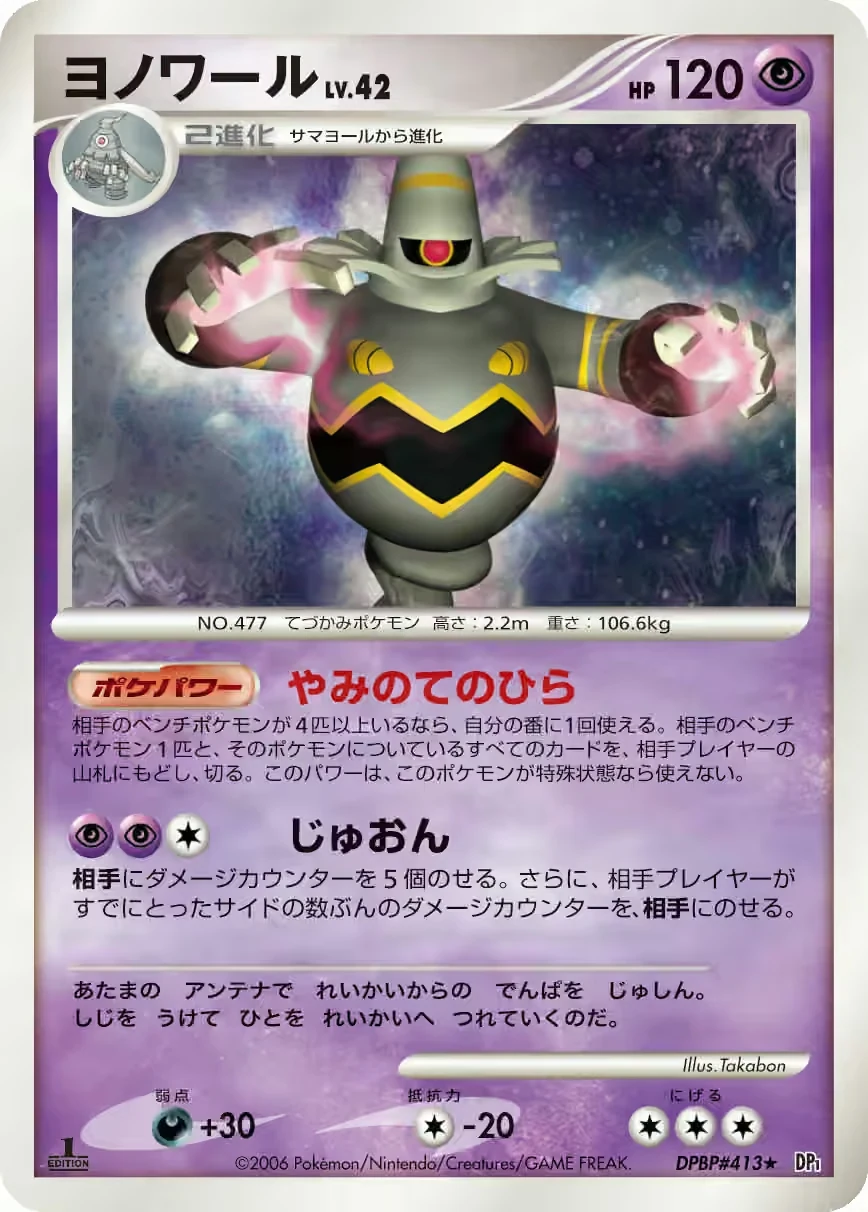 ヨノワール LV.42 HP 120
2進化 サマヨールから進化
NO.477 てづかみポケモン 高さ：2.2m 重さ：106.6kg
ポケパワー やみのてのひら
相手のベンチポケモンが4匹以上いるなら、自分の番に1回使える。相手のベンチ
ポケモン1匹と、そのポケモンについているすべてのカードを、相手プレイヤーの
山札にもどし、切る。このパワーは、このポケモンが特殊状態なら使えない。
じゅおん
相手にダメージカウンターを5個のせる。さらに、相手プレイヤーが
すでにとったサイドの数ぶんのダメージカウンターを、相手にのせる。
あたまの アンテナで れいかいからの でんぱを じゅしん。
しじを うけて ひとを れいかいへ つれていくのだ。
Illus.Takabon
弱点 抵抗力 にげる
+30 -20
1 EDITION ©2006 Pokémon/Nintendo/Creatures/GAME FREAK. DPBP#413★ DP1